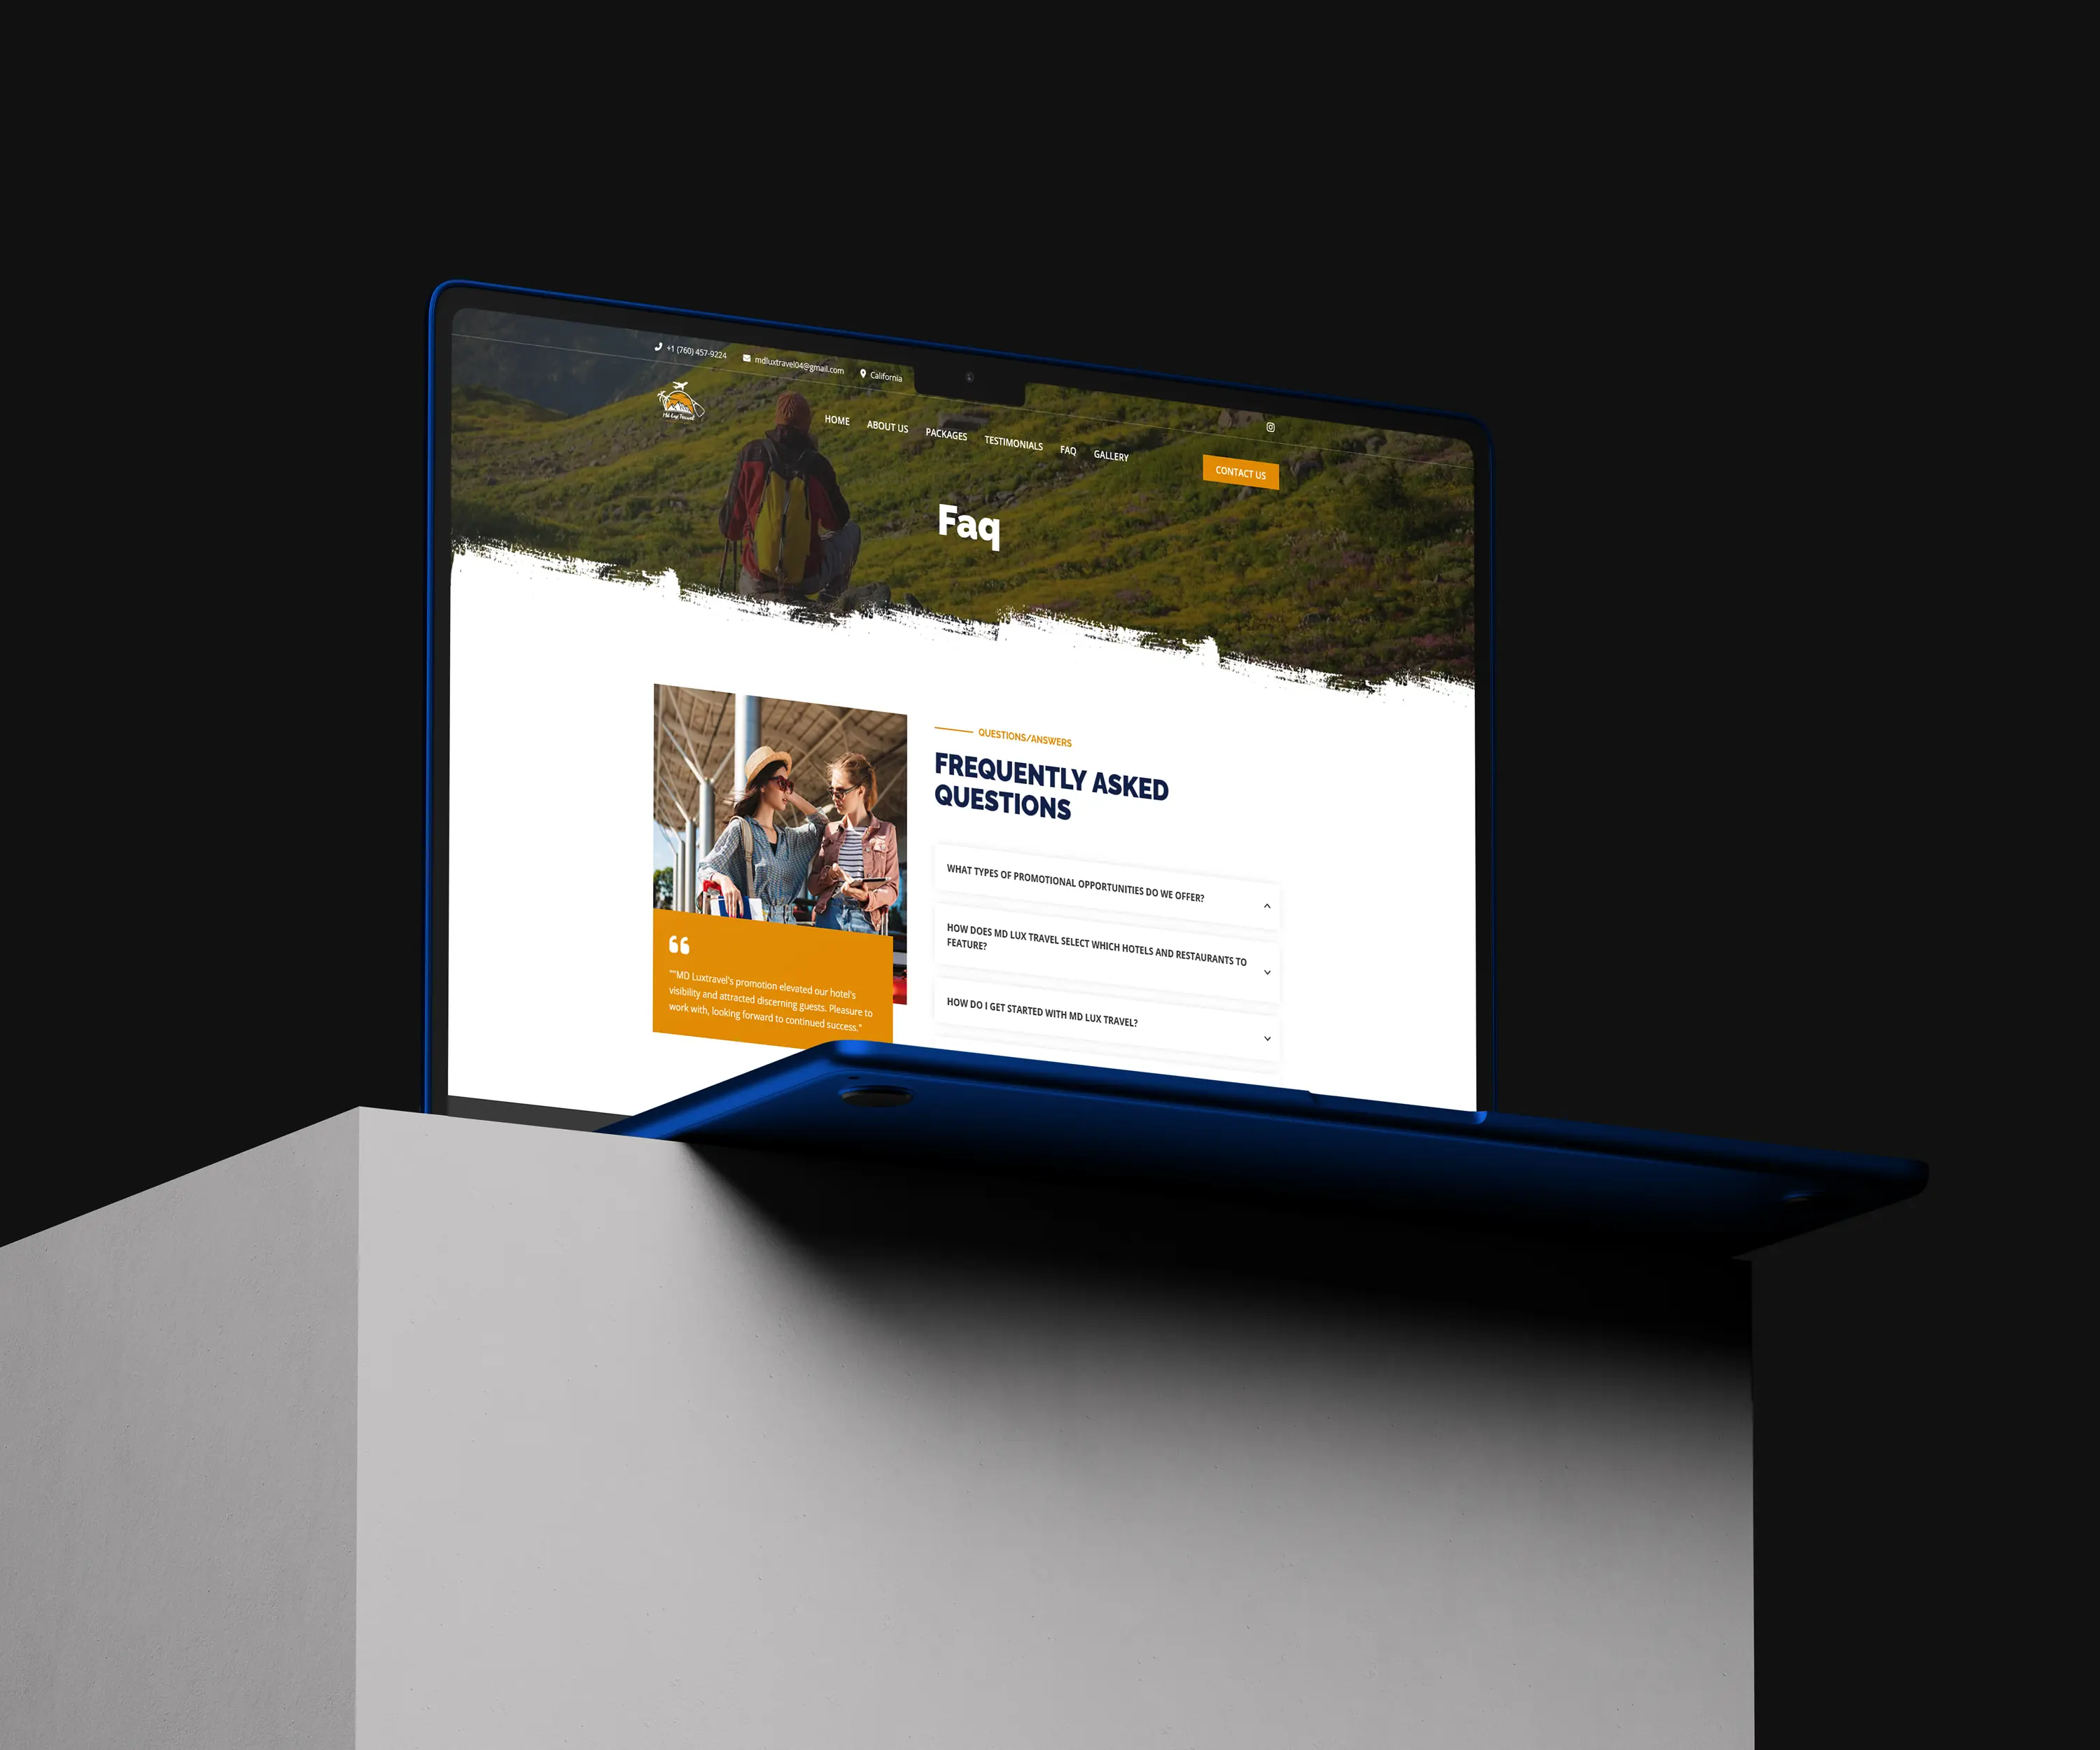 +1 (760) 457-9224
mdluxtravel04@gmail.com
California
Md Lux Travel
HOME
ABOUT US
PACKAGES
TESTIMONIALS
FAQ
GALLERY
CONTACT US
Faq
QUESTIONS/ANSWERS
FREQUENTLY ASKED
QUESTIONS
WHAT TYPES OF PROMOTIONAL OPPORTUNITIES DO WE OFFER?
HOW DOES MD LUX TRAVEL SELECT WHICH HOTELS AND RESTAURANTS TO
FEATURE?
HOW DO I GET STARTED WITH MD LUX TRAVEL?
""MD Luxtravel's promotion elevated our hotel's
visibility and attracted discerning guests. Pleasure to
work with, looking forward to continued success."